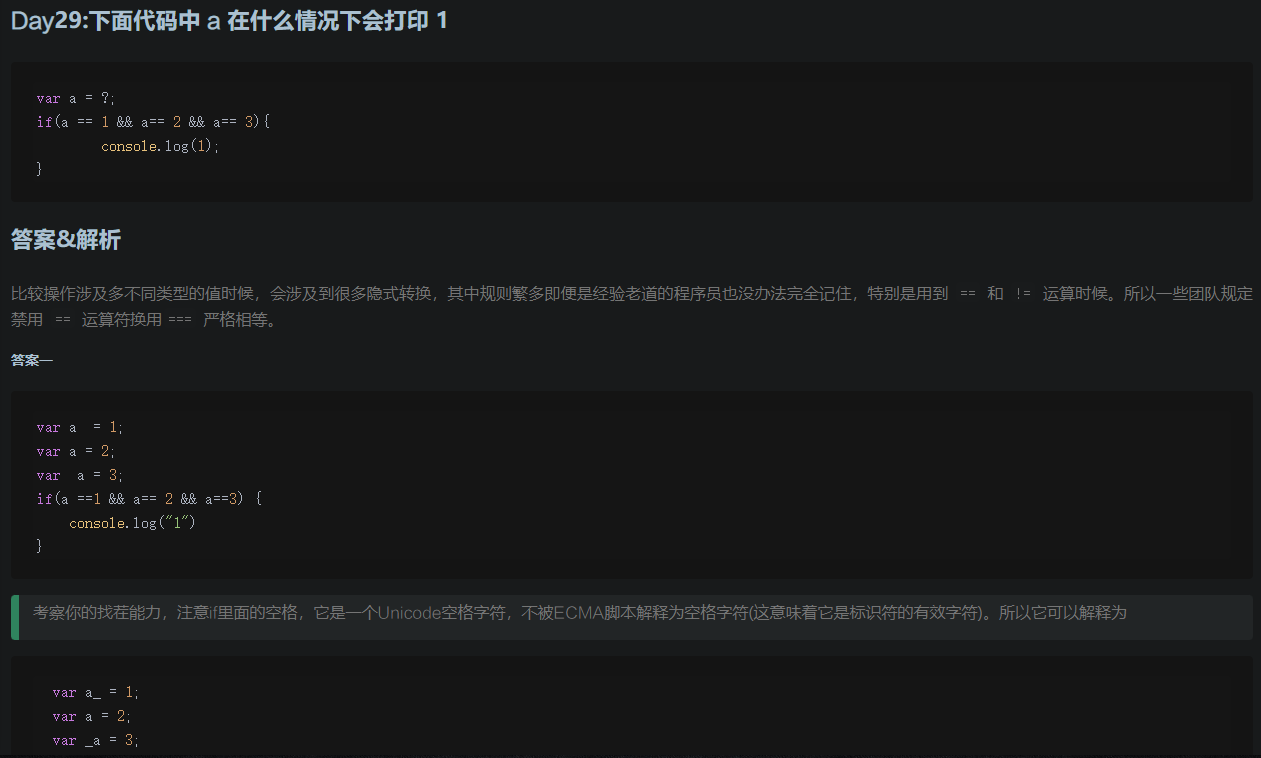 Day29:下面代码中 a 在什么情况下会打印 1
var a = ?;
if(a == 1 && a== 2 && a== 3){
        console.log(1);
}
答案&解析
比较操作涉及多不同类型的值时候，会涉及到很多隐式转换，其中规则繁多即便是经验老道的程序员也没办法完全记住，特别是用到 == 和 != 运算时候。所以一些团队规定
禁用 == 运算符换用 === 严格相等。
答案一
var a  = 1;
var a = 2;
var  a = 3;
if(a ==1 && a== 2 && a==3) {
    console.log("1")
}
考察你的找茬能力，注意if里面的空格，它是一个Unicode空格字符，不被ECMA脚本解释为空格字符(这意味着它是标识符的有效字符)。所以它可以解释为
var a_ = 1;
var a = 2;
var _a = 3;